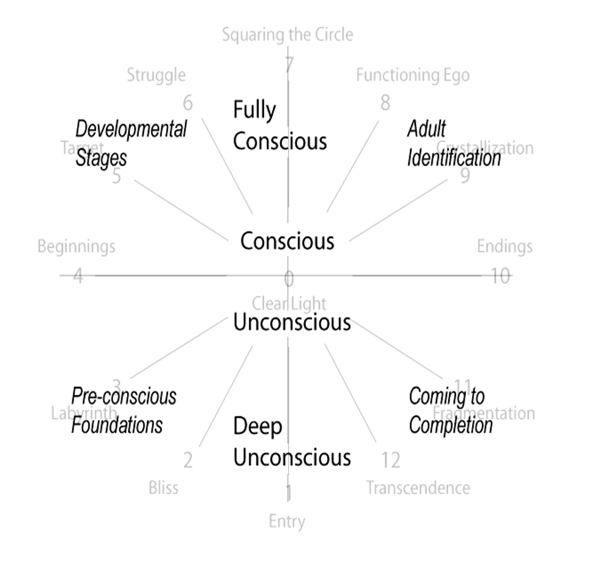 Squaring the Circle
7
Struggle
Functioning Ego
6
8
Fully
Conscious
Developmental
Stages
Adult
Identification
Target
Crystallization
5
9
Conscious
Beginnings
Endings
4
0
10
Clear Light
Unconscious
3
11
Pre-conscious
Foundations
Coming to
Completion
Labyrinth
Fragmentation
Deep
Unconscious
2
12
Bliss
Transcendence
1
Entry